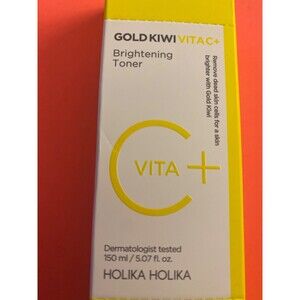 GOLD KIWI VITA C+
Brightening
Toner
Remove dead skin cells for a skin
brighter with Gold Kiwi
VITA
C+
Dermatologist tested
150 ml / 5.07 fl. oz.
HOLIKA HOLIKA